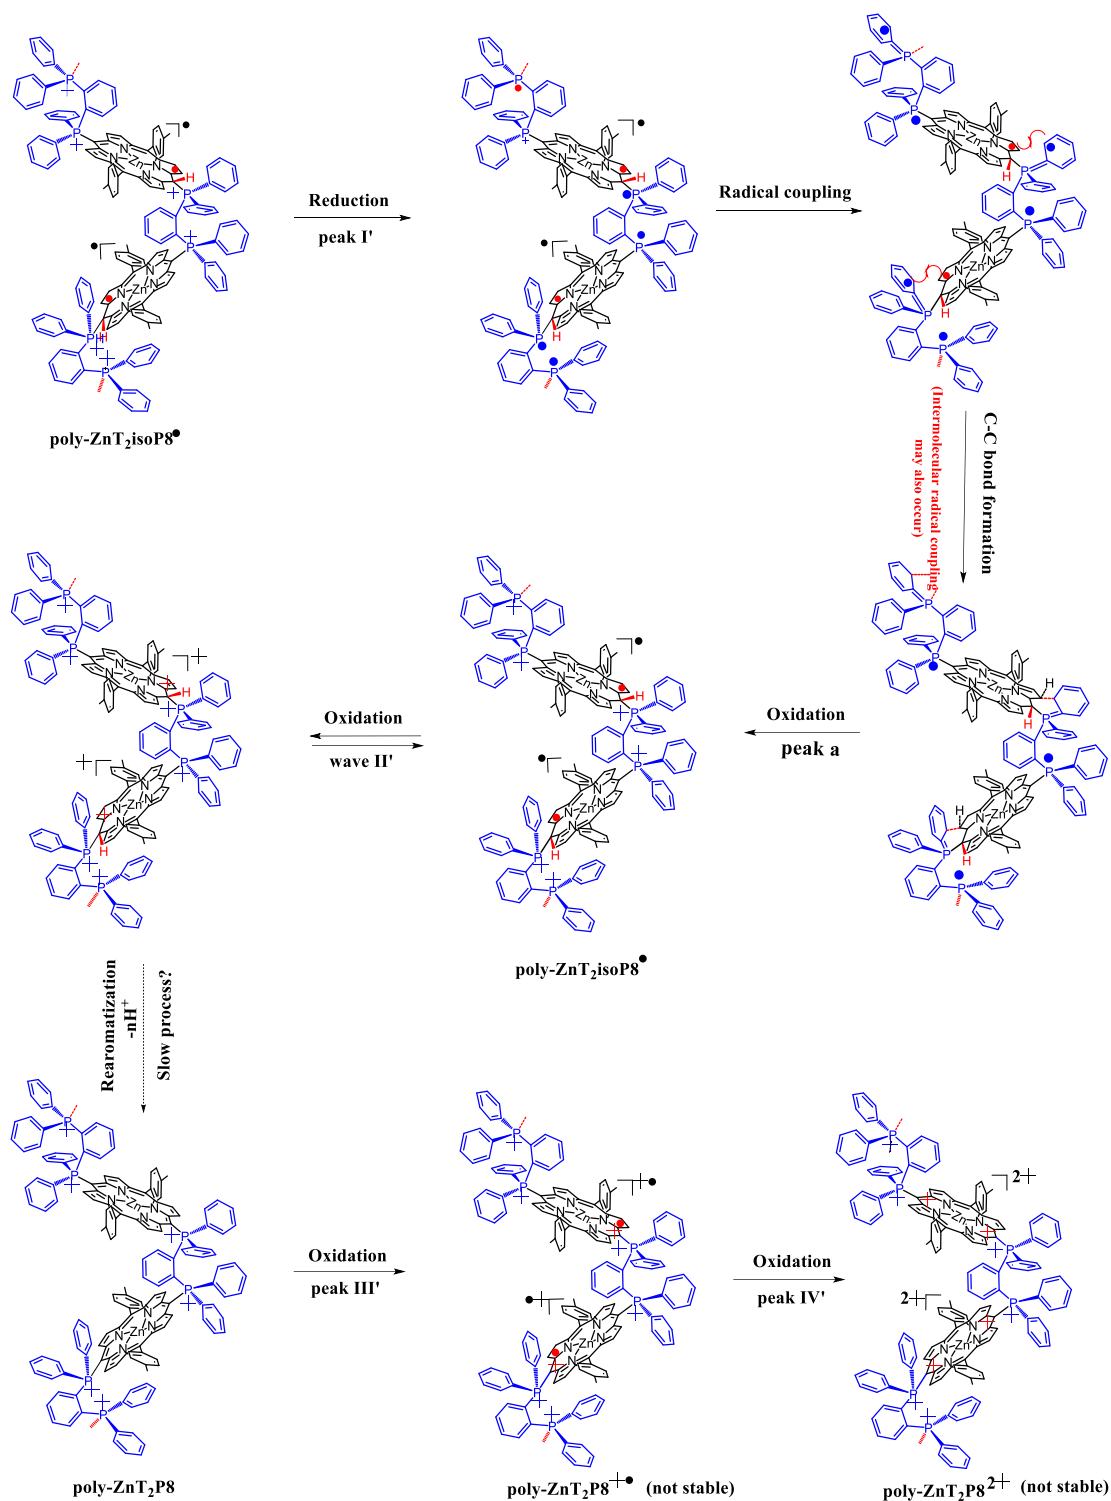 Reduction
peak I'
Radical coupling
poly-ZnT₂isoP8•
(Intermolecular radical coupling
may also occur)
C-C bond formation
Oxidation
wave II'
Oxidation
peak a
poly-ZnT₂isoP8•
Rearomatization
-nH⁺
Slow process?
Oxidation
peak III'
Oxidation
peak IV'
poly-ZnT₂P8
poly-ZnT₂P8⁺• (not stable)
poly-ZnT₂P8²⁺ (not stable)